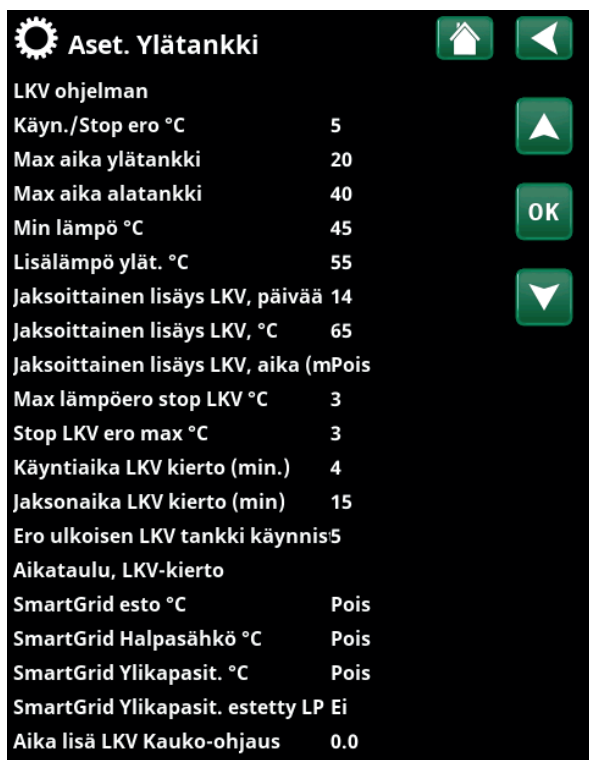 Aset. Ylätankki
LKV ohjelman
Käyn./Stop ero °C 5
Max aika ylätankki 20
Max aika alatankki 40
OK
Min lämpö °C 45
Lisälämpö ylät. °C 55
Jaksoittainen lisäys LKV, päivää 14
Jaksoittainen lisäys LKV, °C 65
Jaksoittainen lisäys LKV, aika (m Pois
Max lämpöero stop LKV °C 3
Stop LKV ero max °C 3
Käyntiaika LKV kierto (min.) 4
Jaksonaika LKV kierto (min) 15
Ero ulkoisen LKV tankki käynnis 5
Aikataulu, LKV-kierto
SmartGrid esto °C Pois
SmartGrid Halpasähkö °C Pois
SmartGrid Ylikapasit. °C Pois
SmartGrid Ylikapasit. estetty LP Ei
Aika lisä LKV Kauko-ohjaus 0.0